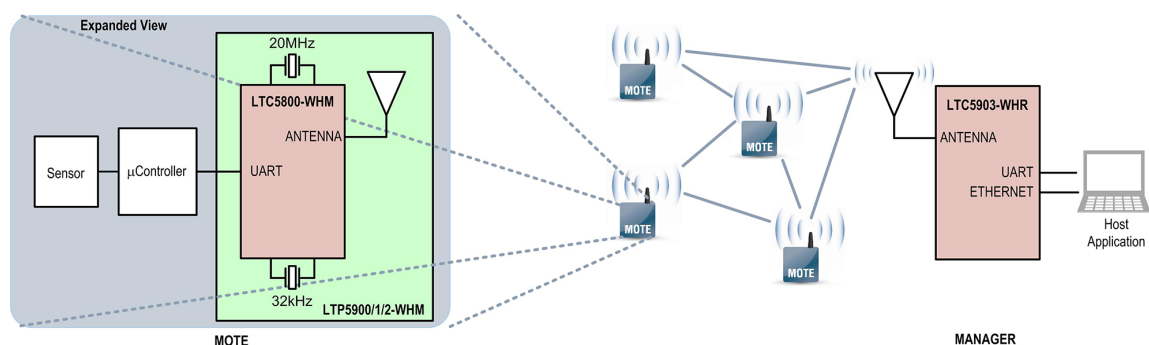 Expanded View
20MHz
LTC5800-WHM
ANTENNA
Sensor
µController
UART
32kHz
LTP5900/1/2-WHM
MOTE
MOTE
MOTE
MOTE
MOTE
LTC5903-WHR
ANTENNA
UART
ETHERNET
Host
Application
MANAGER